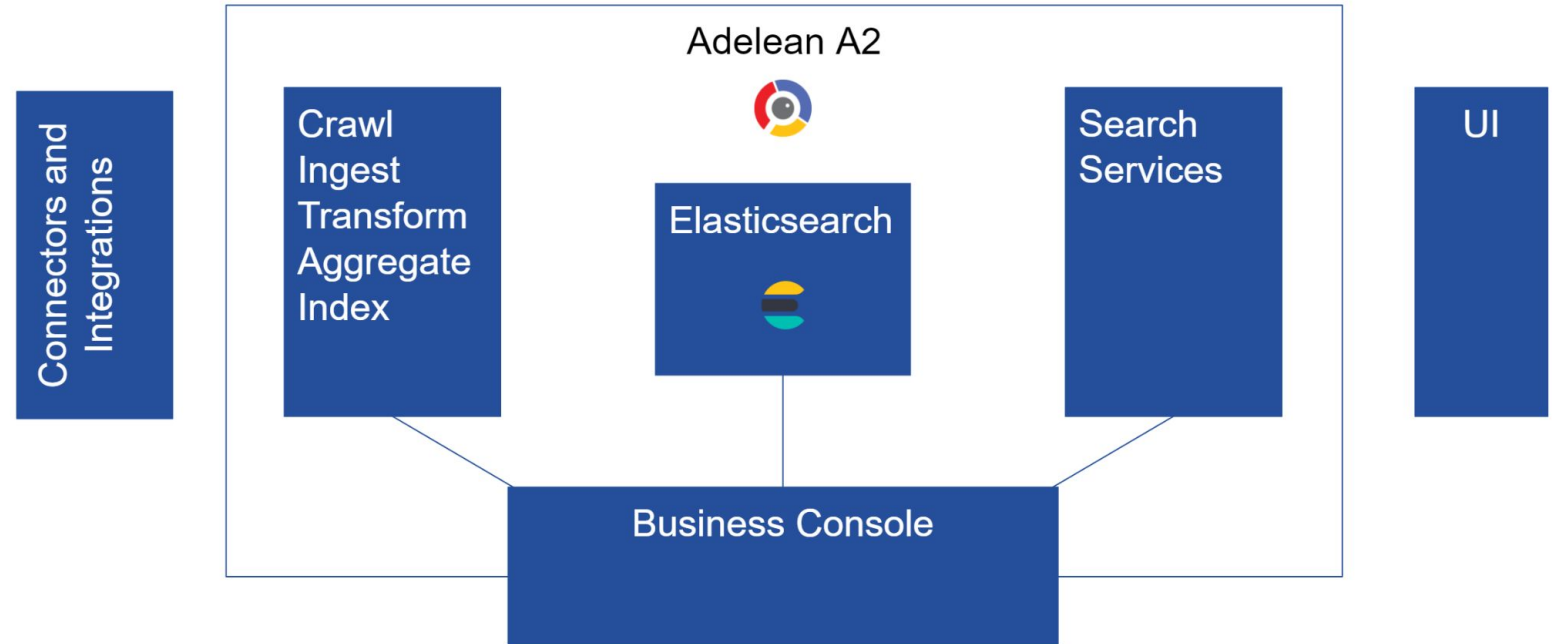 Adelean A2
Connectors and
Integrations
Crawl
Ingest
Transform
Aggregate
Index
Elasticsearch
Search
Services
UI
Business Console